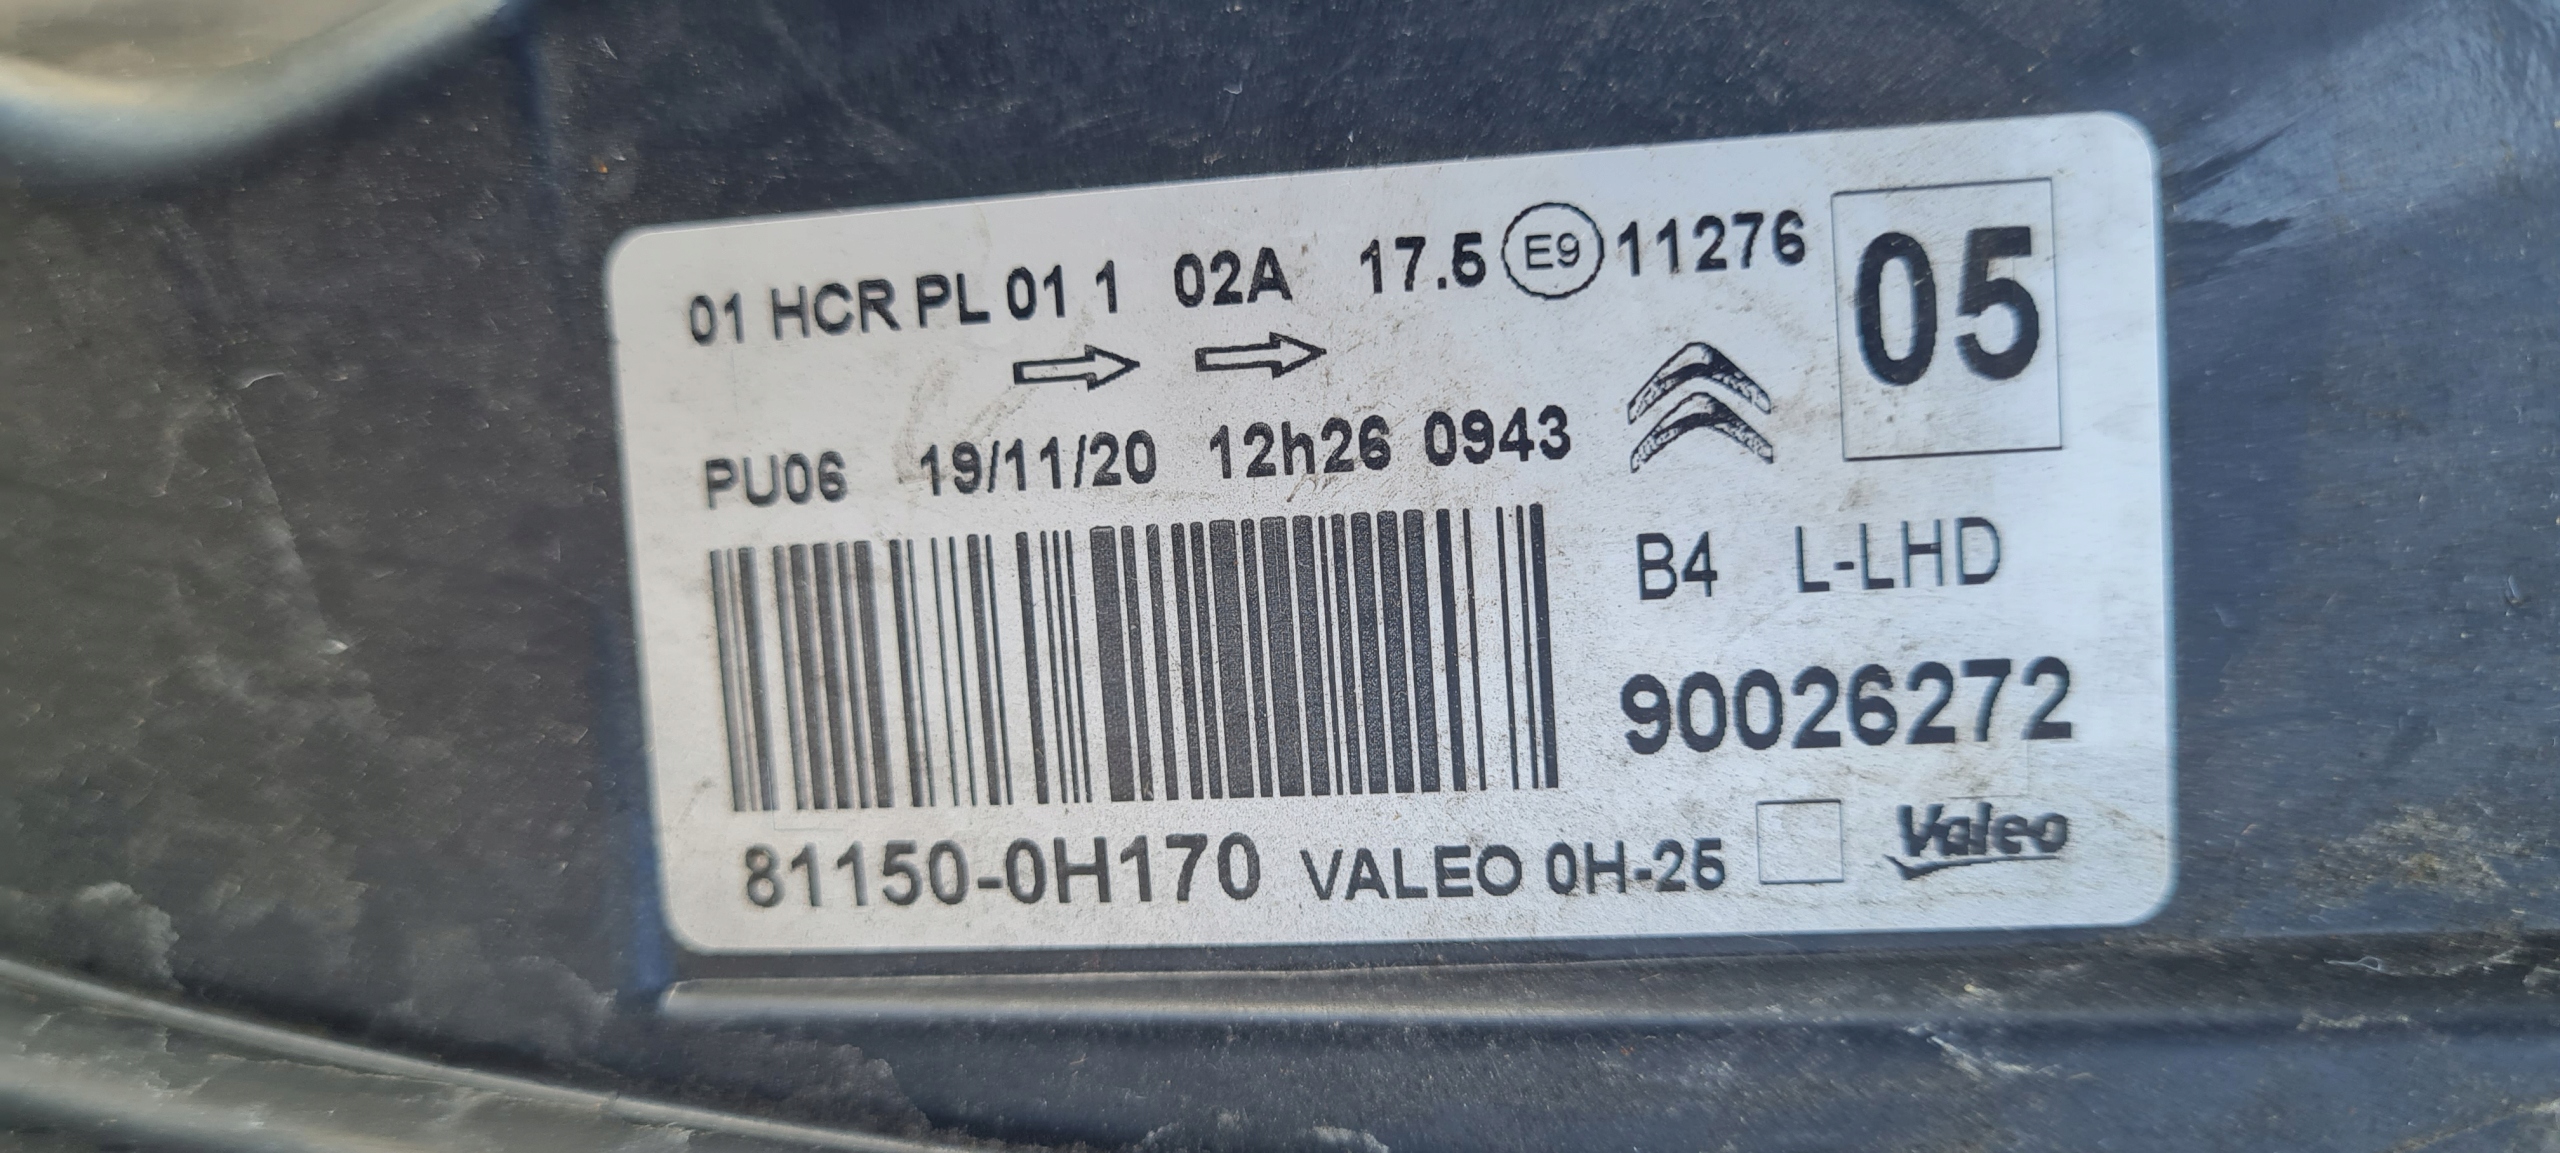 01 HCR PL 01 1 02A 17.5 E9 11276 05
PU06 19/11/20 12h26 0943
B4 L-LHD
90026272
81150-0H170 VALEO 0H-25 Valeo